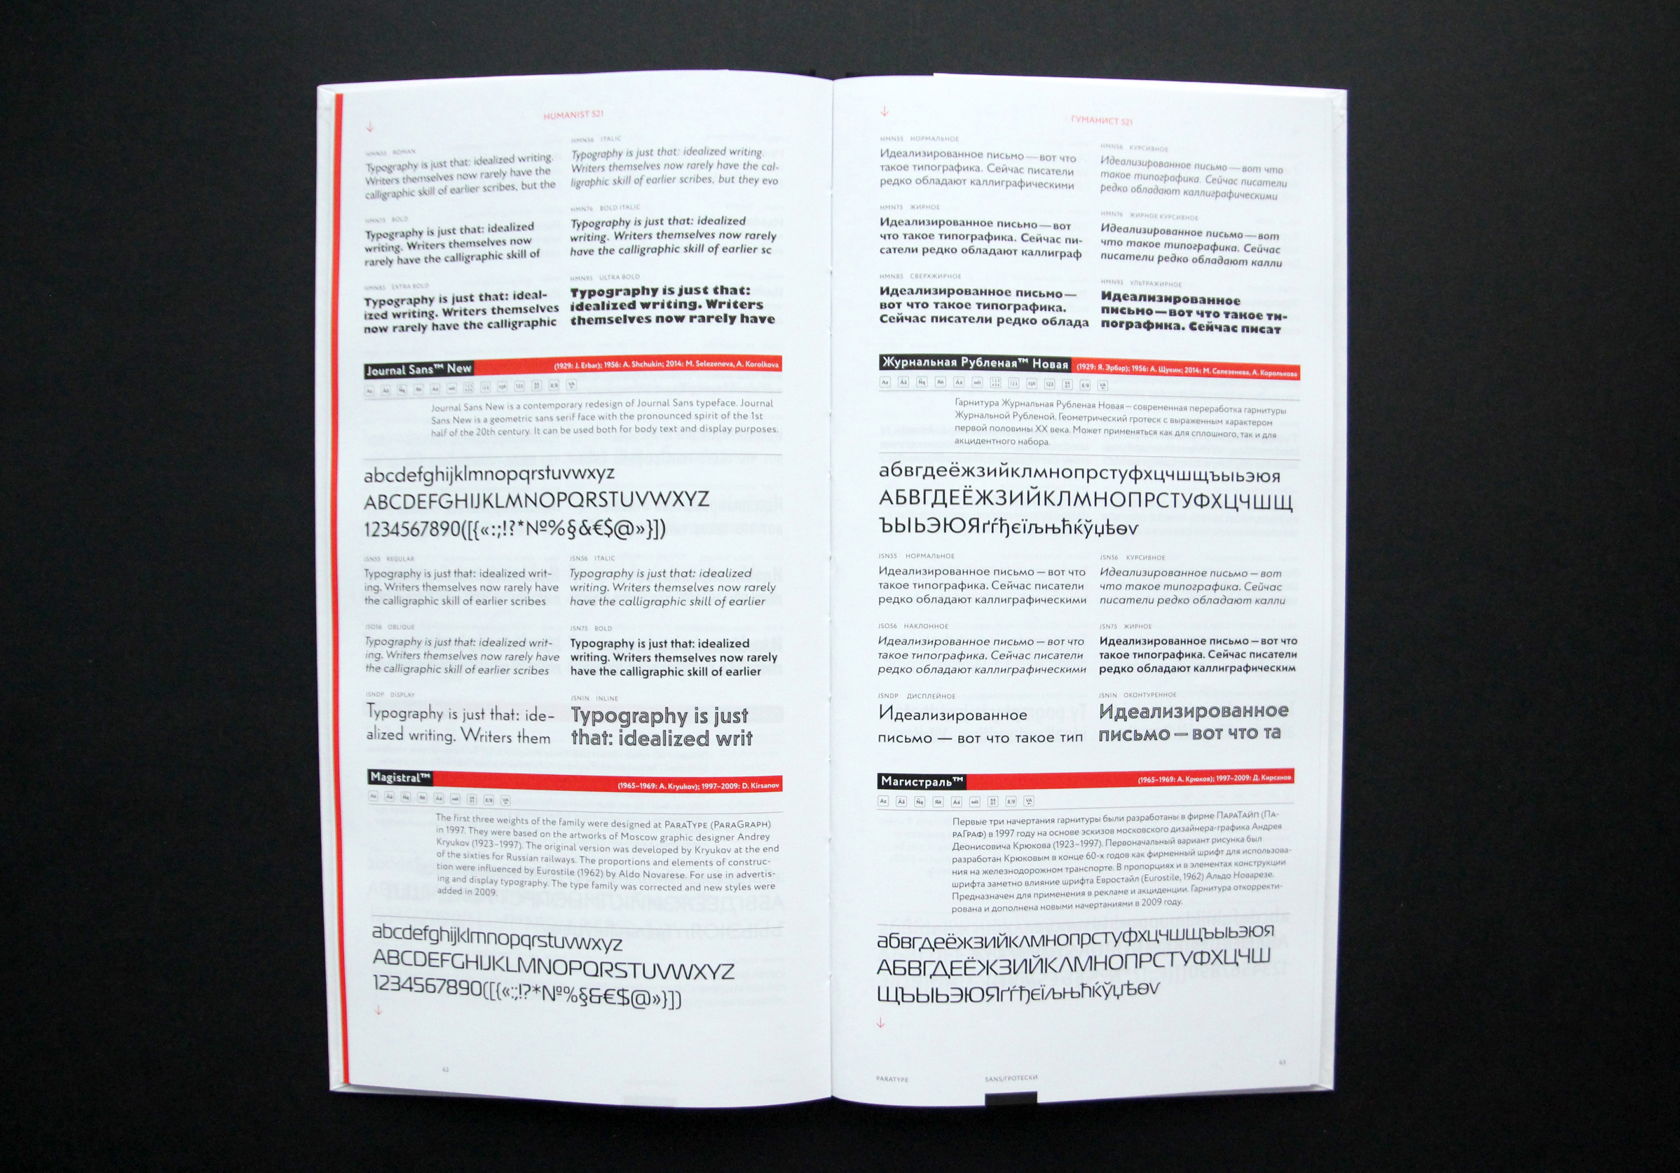 HUMANIST 521
HMN55 ROMAN
Typography is just that: idealized writing.
Writers themselves now rarely have the
calligraphic skill of earlier scribes, but the
HMN56 ITALIC
Typography is just that: idealized writing.
Writers themselves now rarely have the cal-
ligraphic skill of earlier scribes, but they evo
HMN75 BOLD
Typography is just that: idealized
writing. Writers themselves now
rarely have the calligraphic skill of
HMN76 BOLD ITALIC
Typography is just that: idealized
writing. Writers themselves now rarely
have the calligraphic skill of earlier sc
HMN85 EXTRA BOLD
Typography is just that: ideal-
ized writing. Writers themselves
now rarely have the calligraphic
HMN95 ULTRA BOLD
Typography is just that:
idealized writing. Writers
themselves now rarely have
Journal Sans™ New (1929: J. Erbar); 1956: A. Shchukin; 2014: M. Selezeneva, A. Korolkova
Journal Sans New is a contemporary redesign of Journal Sans typeface. Journal
Sans New is a geometric sans serif face with the pronounced spirit of the 1st
half of the 20th century. It can be used both for body text and display purposes.
abcdefghijklmnopqrstuvwxyz
ABCDEFGHIJKLMNOPQRSTUVWXYZ
1234567890([{«:;!?*№%§&€$@»}])
JSN55 REGULAR
Typography is just that: idealized writ-
ing. Writers themselves now rarely have
the calligraphic skill of earlier scribes
JSN56 ITALIC
Typography is just that: idealized
writing. Writers themselves now rarely
have the calligraphic skill of earlier
JSO56 OBLIQUE
Typography is just that: idealized writ-
ing. Writers themselves now rarely have
the calligraphic skill of earlier scribes
JSN75 BOLD
Typography is just that: idealized
writing. Writers themselves now rarely
have the calligraphic skill of earlier
JSNDP DISPLAY
Typography is just that: ide-
alized writing. Writers them
JSNIN INLINE
Typography is just
that: idealized writ
Magistral™ (1965–1969: A. Kryukov); 1997–2009: D. Kirsanov
The first three weights of the family were designed at PARATYPE (PARAGRAPH)
in 1997. They were based on the artworks of Moscow graphic designer Andrey
Kryukov (1923–1997). The original version was developed by Kryukov at the end
of the sixties for Russian railways. The proportions and elements of construc-
tion were influenced by Eurostile (1962) by Aldo Novarese. For use in advertis-
ing and display typography. The type family was corrected and new styles were
added in 2009.
abcdefghijklmnopqrstuvwxyz
ABCDEFGHIJKLMNOPQRSTUVWXYZ
1234567890([{«:;!?*№%§&€$@»}])
62
ГУМАНИСТ 521
HMN55 НОРМАЛЬНОЕ
Идеализированное письмо — вот что
такое типографика. Сейчас писатели
редко обладают каллиграфическими
HMN56 КУРСИВНОЕ
Идеализированное письмо — вот что
такое типографика. Сейчас писатели
редко обладают каллиграфическими
HMN75 ЖИРНОЕ
Идеализированное письмо — вот
что такое типографика. Сейчас пи-
сатели редко обладают каллиграф
HMN76 ЖИРНОЕ КУРСИВНОЕ
Идеализированное письмо — вот
что такое типографика. Сейчас
писатели редко обладают калли
HMN85 СВЕРХЖИРНОЕ
Идеализированное письмо —
вот что такое типографика.
Сейчас писатели редко облада
HMN95 УЛЬТРАЖИРНОЕ
Идеализированное
письмо — вот что такое ти-
пографика. Сейчас писат
Журнальная Рубленая™ Новая (1929: Я. Эрбар); 1956: А. Щукин; 2014: М. Селезенева, А. Королькова
Гарнитура Журнальная Рубленая Новая — современная переработка гарнитуры
Журнальной Рубленой. Геометрический гротеск с выраженным характером
первой половины XX века. Может применяться как для сплошного, так и для
акцидентного набора.
абвгдеёжзийклмнопрстуфхцчшщъыьэюя
АБВГДЕЁЖЗИЙКЛМНОПРСТУФХЦЧШЩ
ЪЫЬЭЮЯґѓђєїљњћќўџѣѳѵ
JSN55 НОРМАЛЬНОЕ
Идеализированное письмо — вот что
такое типографика. Сейчас писатели
редко обладают каллиграфическими
JSN56 КУРСИВНОЕ
Идеализированное письмо — вот
что такое типографика. Сейчас
писатели редко обладают калли
JSO56 НАКЛОННОЕ
Идеализированное письмо — вот что
такое типографика. Сейчас писатели
редко обладают каллиграфическими
JSN75 ЖИРНОЕ
Идеализированное письмо — вот что
такое типографика. Сейчас писатели
редко обладают каллиграфическим
JSNDP ДИСПЛЕЙНОЕ
Идеализированное
письмо — вот что такое тип
JSNIN ОКОНТУРЕННОЕ
Идеализированное
письмо — вот что та
Магистраль™ (1965–1969: А. Крюков); 1997–2009: Д. Кирсанов
Первые три начертания гарнитуры были разработаны в фирме ПАРАТАЙП (ПА-
РАГРАФ) в 1997 году на основе эскизов московского дизайнера-графика Андрея
Деонисовича Крюкова (1923–1997). Первоначальный вариант рисунка был
разработан Крюковым в конце 60-х годов как фирменный шрифт для использова-
ния на железнодорожном транспорте. В пропорциях и в элементах конструкции
шрифта заметно влияние шрифта Евростайл (Eurostile, 1962) Альдо Новарезе.
Предназначен для применения в рекламе и акциденции. Гарнитура откорректи-
рована и дополнена новыми начертаниями в 2009 году.
абвгдеёжзийклмнопрстуфхцчшщъыьэюя
АБВГДЕЁЖЗИЙКЛМНОПРСТУФХЦЧШ
ЩЪЫЬЭЮЯґѓђєїљњћќўџѣѳѵ
PARATYPE
SANS/ГРОТЕСКИ
63